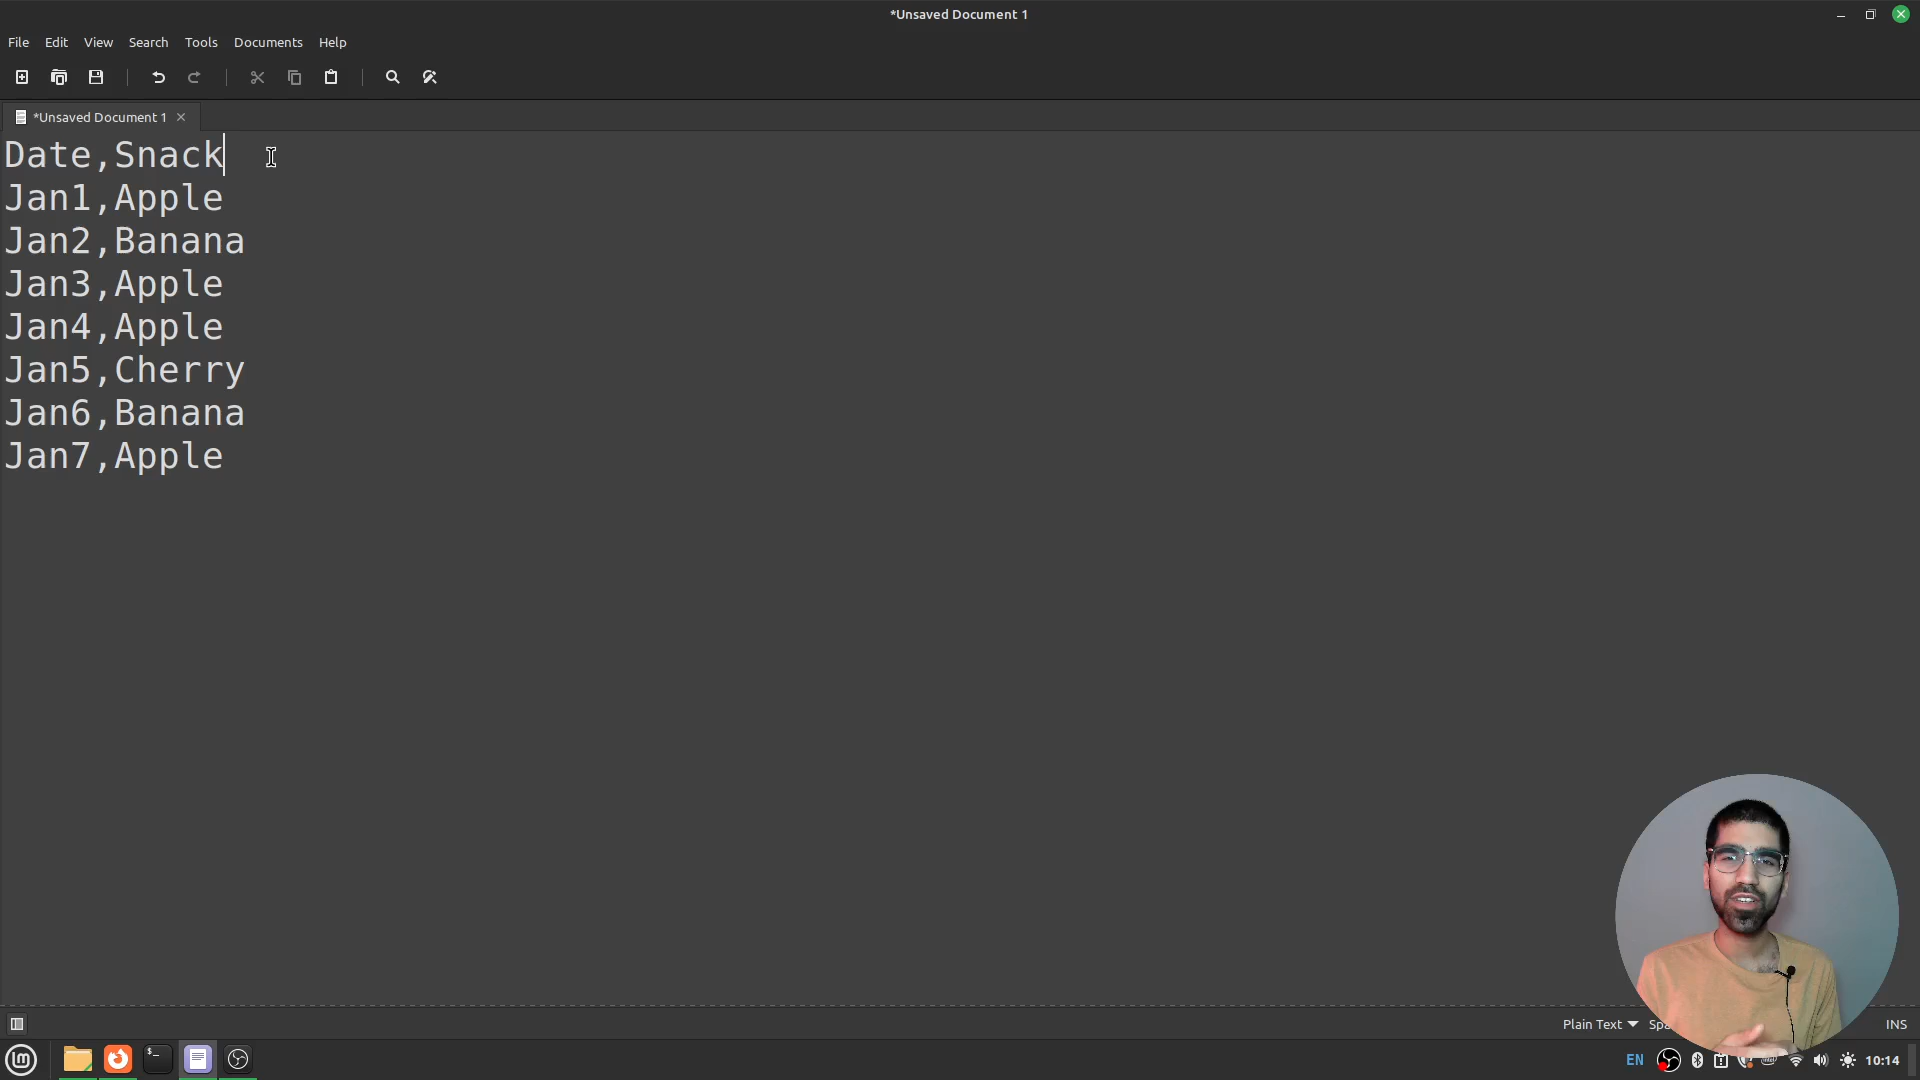 *Unsaved Document 1
File Edit View Search Tools Documents Help
*Unsaved Document 1
Date,Snack
Jan1,Apple
Jan2,Banana
Jan3,Apple
Jan4,Apple
Jan5,Cherry
Jan6,Banana
Jan7,Apple
Plain Text INS
EN 10:14